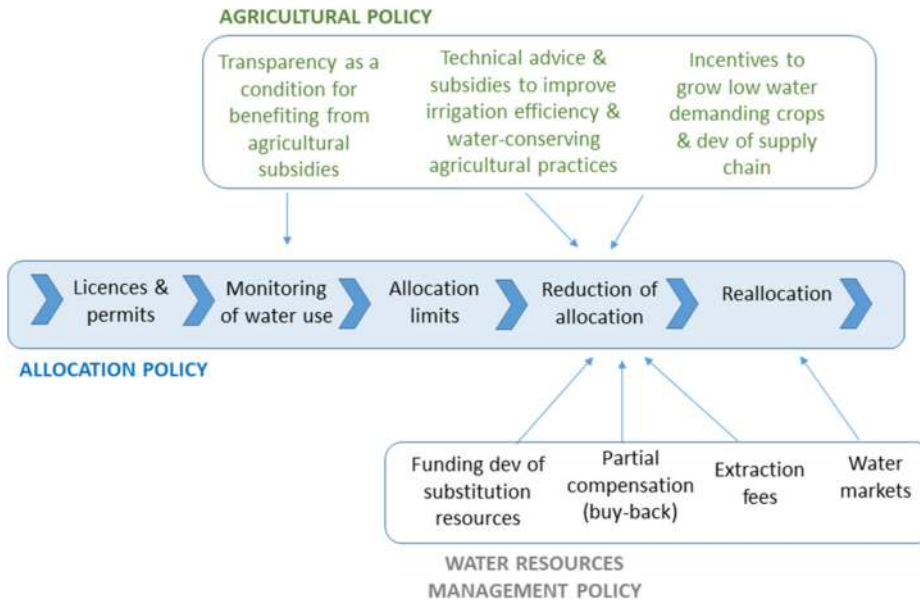 AGRICULTURAL POLICY
Transparency as a
condition for
benefiting from
agricultural
subsidies
Technical advice &
subsidies to improve
irrigation efficiency &
water-conserving
agricultural practices
Incentives to
grow low water
demanding crops
& dev of supply
chain
Licences &
permits
Monitoring
of water use
Allocation
limits
Reduction of
allocation
Reallocation
ALLOCATION POLICY
Funding dev of
substitution
resources
Partial
compensation
(buy-back)
Extraction
fees
Water
markets
WATER RESOURCES
MANAGEMENT POLICY